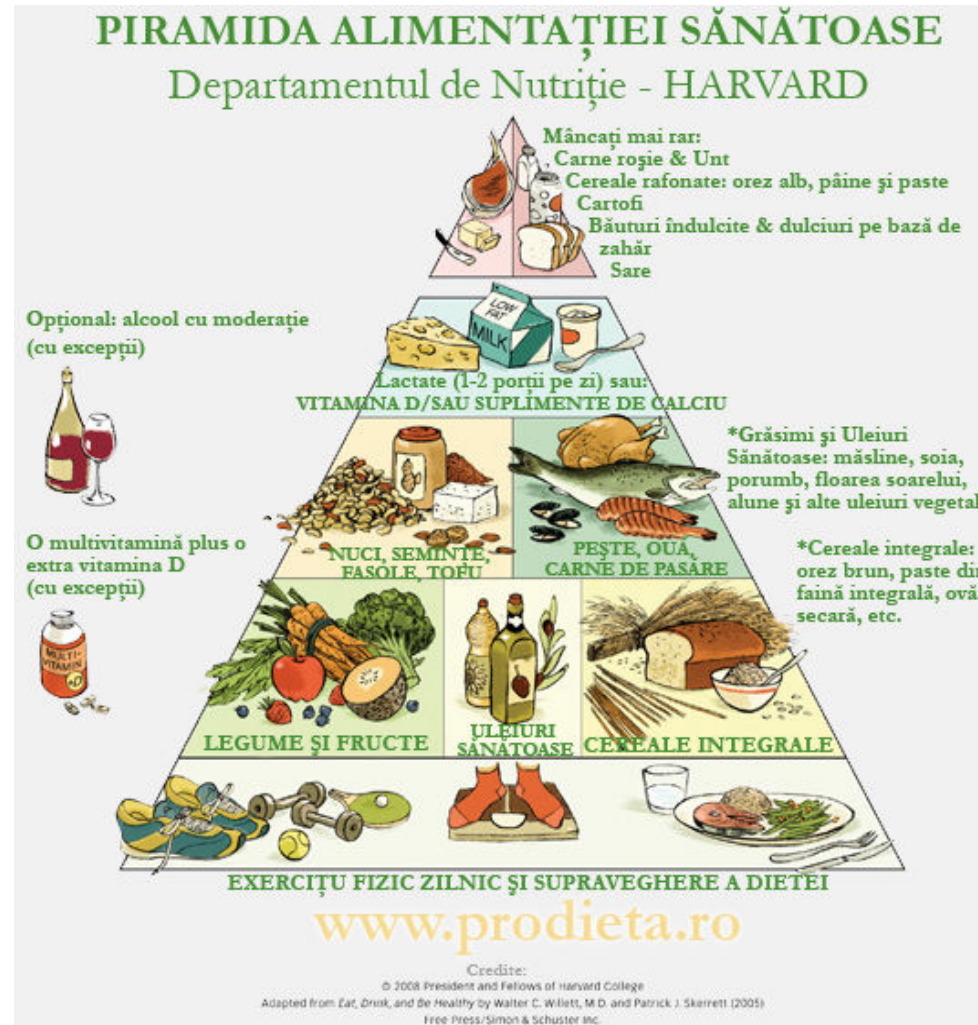 PIRAMIDA ALIMENTAȚIEI SĂNĂTOASE
Departamentul de Nutriție - HARVARD
Mâncați mai rar:
Carne roșie & Unt
Cereale rafonate: orez alb, pâine și paste
Cartofi
Băuturi îndulcite & dulciuri pe bază de
zahăr
Sare
Opțional: alcool cu moderație
(cu excepții)
LOW
FAT
MILK
Lactate (1-2 porții pe zi) sau:
VITAMINA D/SAU SUPLIMENTE DE CALCIU
*Grăsimi și Uleiuri
Sănătoase: măsline, soia,
porumb, floarea soarelui,
alune și alte uleiuri vegeta
NUCI, SEMINȚE,
FASOLE, TOFU
PEȘTE, OUĂ,
CARNE DE PASĂRE
O multivitamină plus o
extra vitamina D
(cu excepții)
MULTI-
VITAMIN
+D
*Cereale integrale:
orez brun, paste din
faină integrală, ovă
secară, etc.
LEGUME ȘI FRUCTE
ULEIURI
SĂNĂTOASE
CEREALE INTEGRALE
EXERCIȚU FIZIC ZILNIC ȘI SUPRAVEGHERE A DIETEI
www.prodieta.ro
Credite:
© 2008 President and Fellows of Harvard College
Adapted from Eat, Drink, and Be Healthy by Walter C. Willett, M.D. and Patrick J. Skerrett (2005)
Free Press/Simon & Schuster Inc.